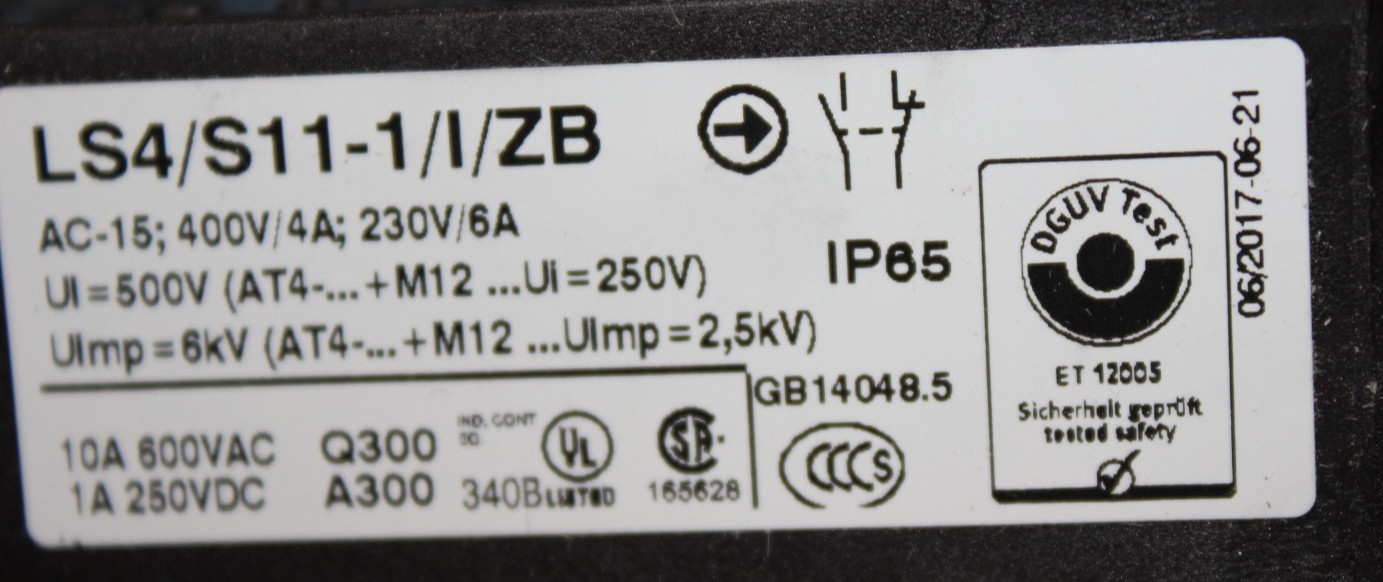 LS4/S11-1/I/ZB
AC-15; 400V/4A; 230V/6A
UI=500V (AT4-...+M12 ...Ui=250V)
UImp=6kV (AT4-...+M12 ...UImp=2,5kV)
IP65
10A 600VAC Q300
1A 250VDC A300
IND. CONT
EQ.
340B
UL
LISTED
SA
165628
GB14048.5
CCCS
DGUV Test
ET 12005
Sicherheit geprüft
tested safety
06/2017-06-21